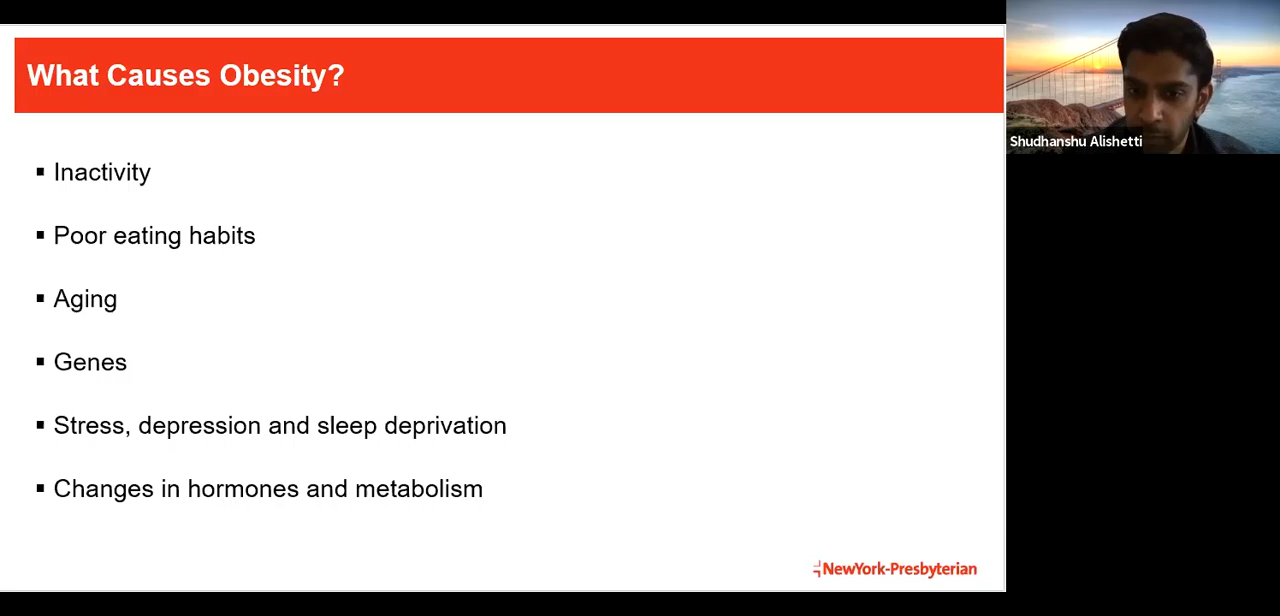 What Causes Obesity?
Inactivity
Poor eating habits
Aging
Genes
Stress, depression and sleep deprivation
Changes in hormones and metabolism
NewYork-Presbyterian
Shudhanshu Alishetti